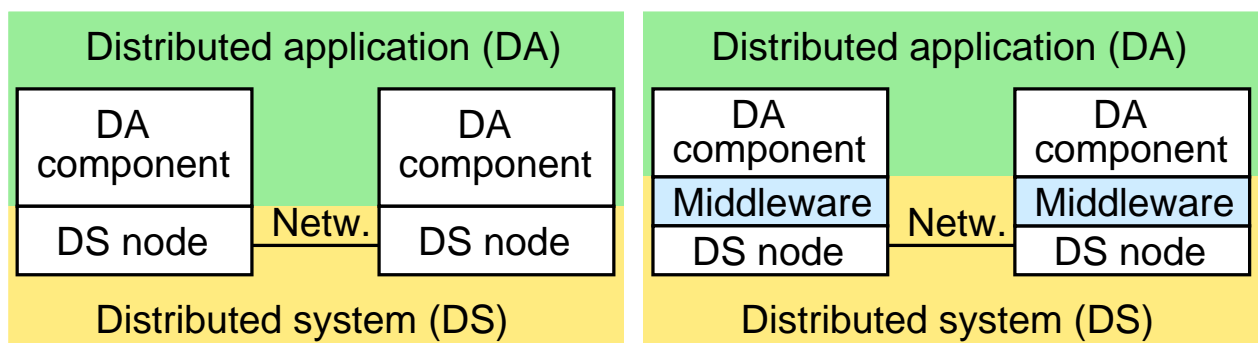 Distributed application (DA)
DA
component
DA
component
DS node
Netw.
DS node
Distributed system (DS)
Distributed application (DA)
DA
component
DA
component
Middleware
Middleware
DS node
Netw.
DS node
Distributed system (DS)